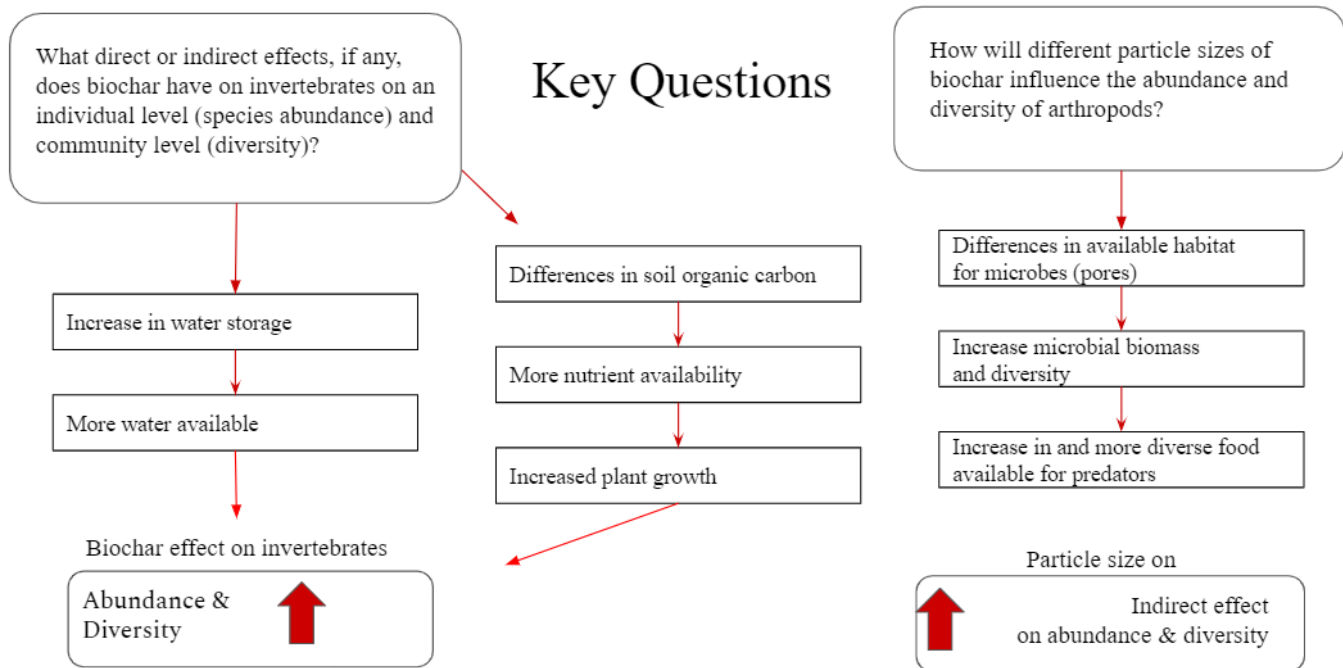 Key Questions
What direct or indirect effects, if any,
does biochar have on invertebrates on an
individual level (species abundance) and
community level (diversity)?
Increase in water storage
More water available
Differences in soil organic carbon
More nutrient availability
Increased plant growth
Biochar effect on invertebrates
Abundance &
Diversity
How will different particle sizes of
biochar influence the abundance and
diversity of arthropods?
Differences in available habitat
for microbes (pores)
Increase microbial biomass
and diversity
Increase in and more diverse food
available for predators
Particle size on
Indirect effect
on abundance & diversity